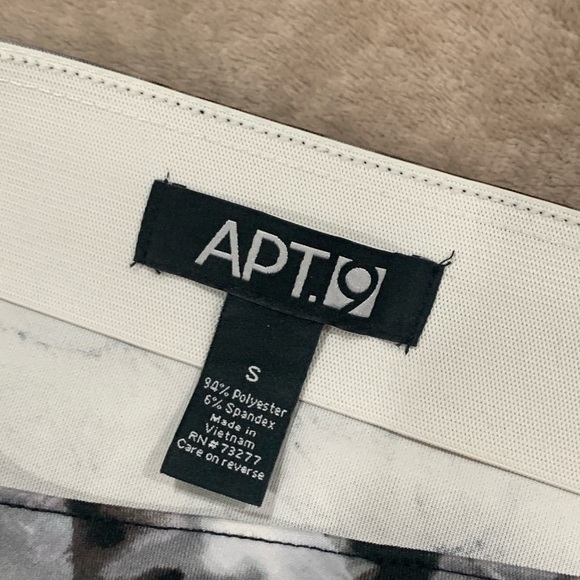 APT.9
S
94% Polyester
6% Spandex
Made in
Vietnam
RN# 73277
Care on reverse